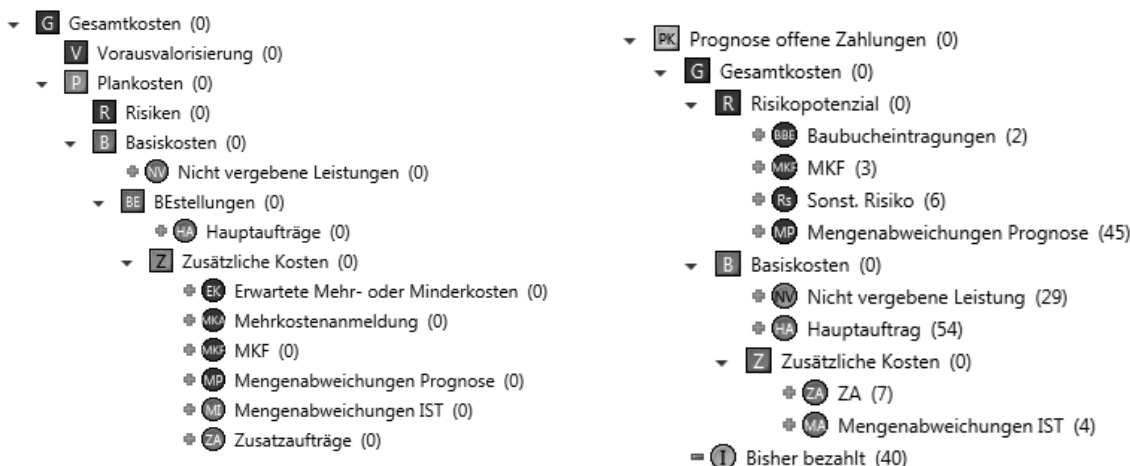 G Gesamtkosten (0)
V Vorausvalorisierung (0)
P Plankosten (0)
R Risiken (0)
B Basiskosten (0)
NV Nicht vergebene Leistungen (0)
BE BEstellungen (0)
HA Hauptaufträge (0)
Z Zusätzliche Kosten (0)
EK Erwartete Mehr- oder Minderkosten (0)
MKA Mehrkostenanmeldung (0)
MKF MKF (0)
MP Mengenabweichungen Prognose (0)
MI Mengenabweichungen IST (0)
ZA Zusatzaufträge (0)
PK Prognose offene Zahlungen (0)
G Gesamtkosten (0)
R Risikopotenzial (0)
BBE Baubucheintragungen (2)
MKF MKF (3)
Rs Sonst. Risiko (6)
MP Mengenabweichungen Prognose (45)
B Basiskosten (0)
NV Nicht vergebene Leistung (29)
HA Hauptauftrag (54)
Z Zusätzliche Kosten (0)
ZA ZA (7)
MA Mengenabweichungen IST (4)
I Bisher bezahlt (40)